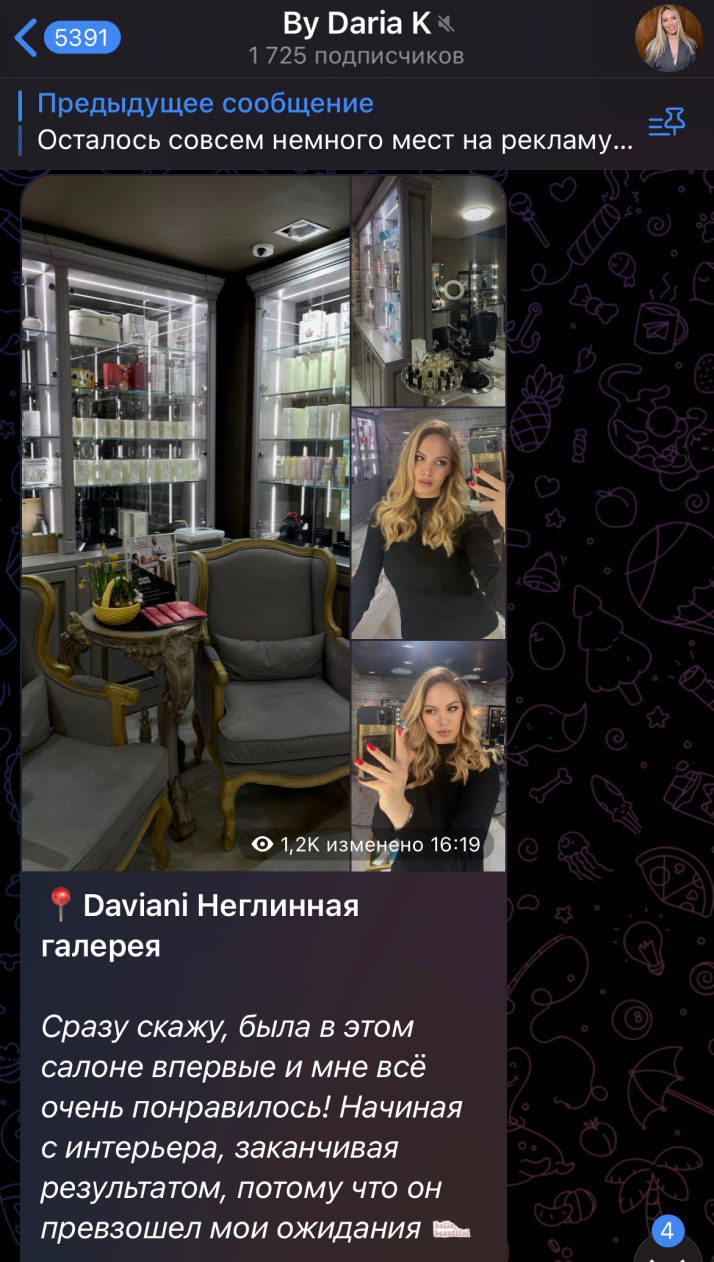 5391
By Daria K
1 725 подписчиков
Предыдущее сообщение
Осталось совсем немного мест на рекламу...
1,2K изменено 16:19
Daviani Неглинная
галерея
Сразу скажу, была в этом
салоне впервые и мне всё
очень понравилось! Начиная
с интерьера, заканчивая
результатом, потому что он
превзошел мои ожидания hello beautiful
4